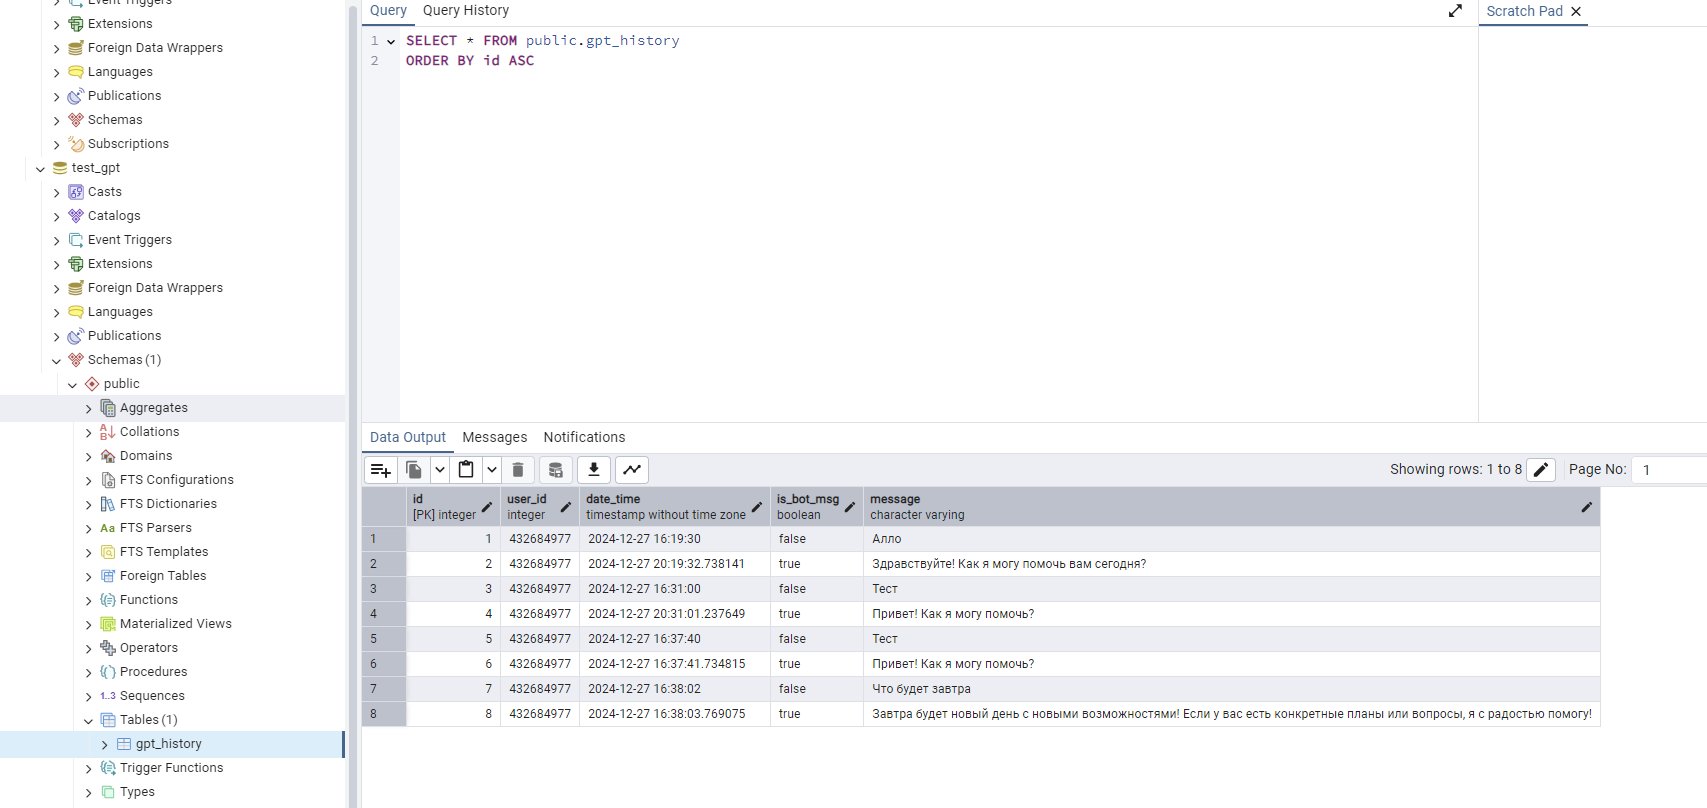 Event Triggers
Extensions
Foreign Data Wrappers
Languages
Publications
Schemas
Subscriptions
test_gpt
Casts
Catalogs
Event Triggers
Extensions
Foreign Data Wrappers
Languages
Publications
Schemas (1)
public
Aggregates
Collations
Domains
FTS Configurations
FTS Dictionaries
Aa FTS Parsers
FTS Templates
Foreign Tables
Functions
Materialized Views
Operators
Procedures
1..3 Sequences
Tables (1)
gpt_history
Trigger Functions
Types
Query Query History
Scratch Pad
1 SELECT * FROM public.gpt_history
2 ORDER BY id ASC
Data Output Messages Notifications
Showing rows: 1 to 8 Page No: 1
id user_id date_time is_bot_msg message
[PK] integer integer timestamp without time zone boolean character varying
1 1 432684977 2024-12-27 16:19:30 false Алло
2 2 432684977 2024-12-27 20:19:32.738141 true Здравствуйте! Как я могу помочь вам сегодня?
3 3 432684977 2024-12-27 16:31:00 false Тест
4 4 432684977 2024-12-27 20:31:01.237649 true Привет! Как я могу помочь?
5 5 432684977 2024-12-27 16:37:40 false Тест
6 6 432684977 2024-12-27 16:37:41.734815 true Привет! Как я могу помочь?
7 7 432684977 2024-12-27 16:38:02 false Что будет завтра
8 8 432684977 2024-12-27 16:38:03.769075 true Завтра будет новый день с новыми возможностями! Если у вас есть конкретные планы или вопросы, я с радостью помогу!